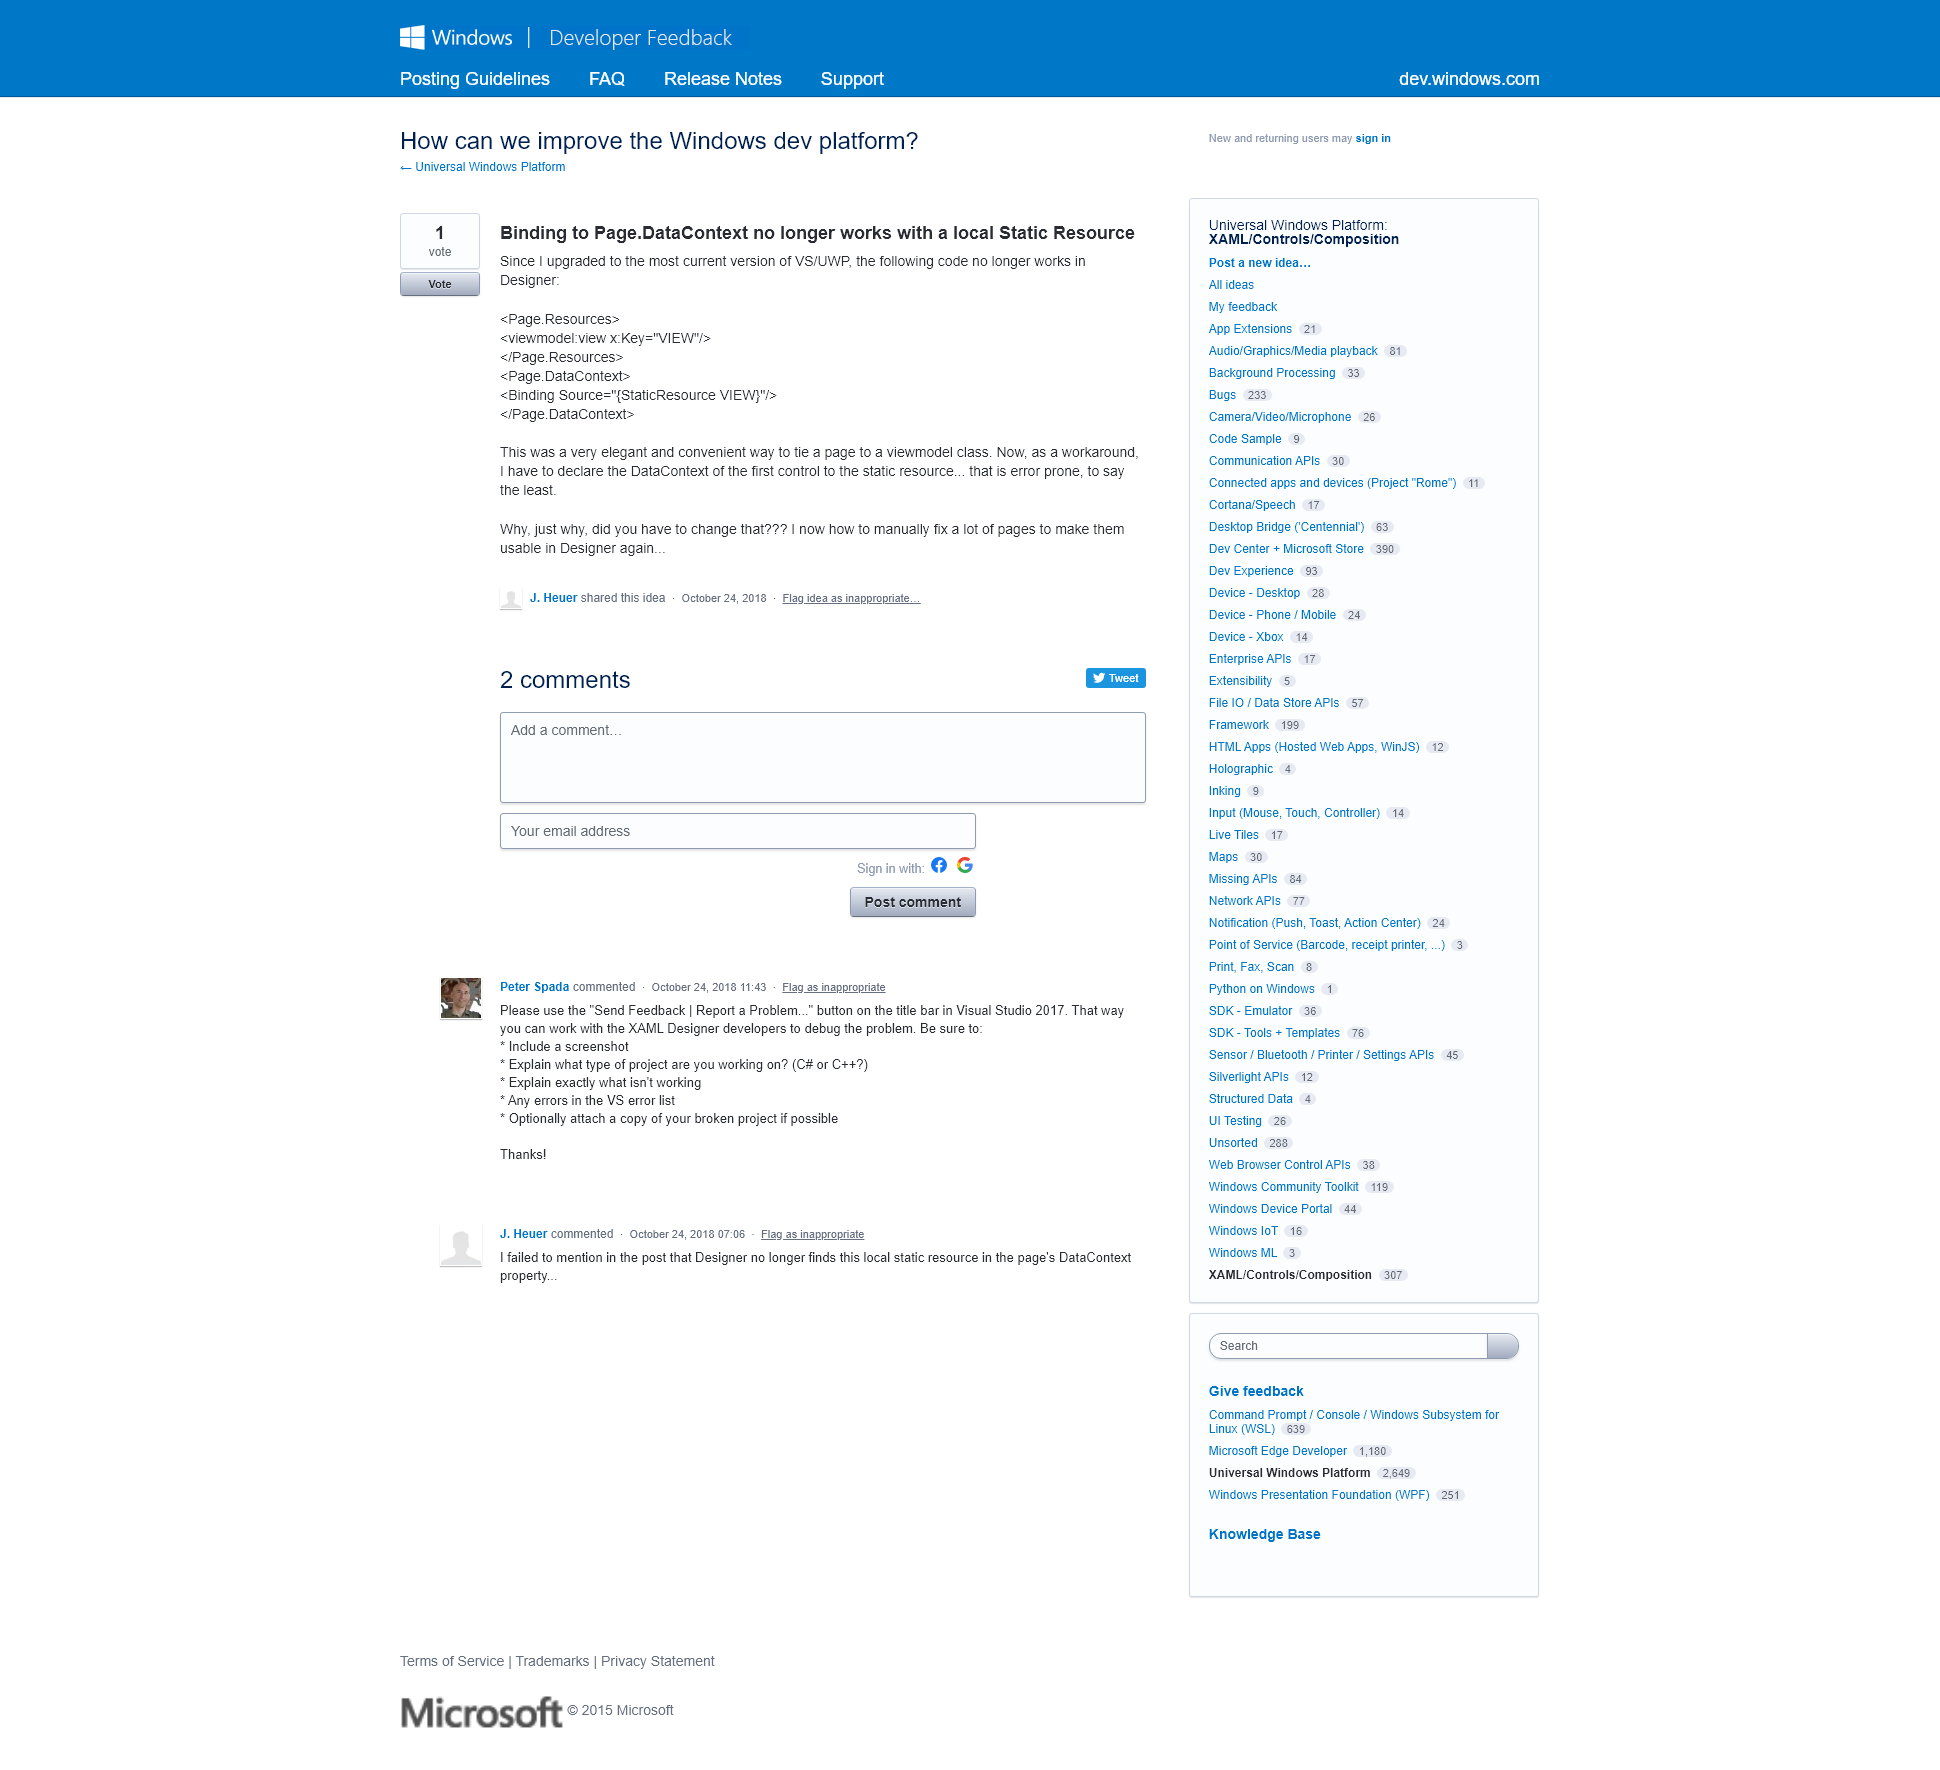 Windows | Developer Feedback
Posting Guidelines FAQ Release Notes Support dev.windows.com
How can we improve the Windows dev platform?
← Universal Windows Platform
New and returning users may sign in
1
vote
Vote
Binding to Page.DataContext no longer works with a local Static Resource
Since I upgraded to the most current version of VS/UWP, the following code no longer works in
Designer:
<Page.Resources>
<viewmodel:view x:Key="VIEW"/>
</Page.Resources>
<Page.DataContext>
<Binding Source="{StaticResource VIEW}"/>
</Page.DataContext>
This was a very elegant and convenient way to tie a page to a viewmodel class. Now, as a workaround,
I have to declare the DataContext of the first control to the static resource... that is error prone, to say
the least.
Why, just why, did you have to change that??? I now how to manually fix a lot of pages to make them
usable in Designer again...
J. Heuer shared this idea · October 24, 2018 · Flag idea as inappropriate…
2 comments
Tweet
Add a comment…
Your email address
Sign in with:
Post comment
Peter Spada commented · October 24, 2018 11:43 · Flag as inappropriate
Please use the "Send Feedback | Report a Problem..." button on the title bar in Visual Studio 2017. That way
you can work with the XAML Designer developers to debug the problem. Be sure to:
* Include a screenshot
* Explain what type of project are you working on? (C# or C++?)
* Explain exactly what isn't working
* Any errors in the VS error list
* Optionally attach a copy of your broken project if possible
Thanks!
J. Heuer commented · October 24, 2018 07:06 · Flag as inappropriate
I failed to mention in the post that Designer no longer finds this local static resource in the page's DataContext
property...
Universal Windows Platform:
XAML/Controls/Composition
Post a new idea…
All ideas
My feedback
App Extensions 21
Audio/Graphics/Media playback 81
Background Processing 33
Bugs 233
Camera/Video/Microphone 26
Code Sample 9
Communication APIs 30
Connected apps and devices (Project "Rome") 11
Cortana/Speech 17
Desktop Bridge ('Centennial') 63
Dev Center + Microsoft Store 390
Dev Experience 93
Device - Desktop 28
Device - Phone / Mobile 24
Device - Xbox 14
Enterprise APIs 17
Extensibility 5
File IO / Data Store APIs 57
Framework 199
HTML Apps (Hosted Web Apps, WinJS) 12
Holographic 4
Inking 9
Input (Mouse, Touch, Controller) 14
Live Tiles 17
Maps 30
Missing APIs 84
Network APIs 77
Notification (Push, Toast, Action Center) 24
Point of Service (Barcode, receipt printer, ...) 3
Print, Fax, Scan 8
Python on Windows 1
SDK - Emulator 36
SDK - Tools + Templates 76
Sensor / Bluetooth / Printer / Settings APIs 45
Silverlight APIs 12
Structured Data 4
UI Testing 26
Unsorted 288
Web Browser Control APIs 38
Windows Community Toolkit 119
Windows Device Portal 44
Windows IoT 16
Windows ML 3
XAML/Controls/Composition 307
Search
Give feedback
Command Prompt / Console / Windows Subsystem for
Linux (WSL) 639
Microsoft Edge Developer 1,180
Universal Windows Platform 2,649
Windows Presentation Foundation (WPF) 251
Knowledge Base
Terms of Service | Trademarks | Privacy Statement
Microsoft © 2015 Microsoft